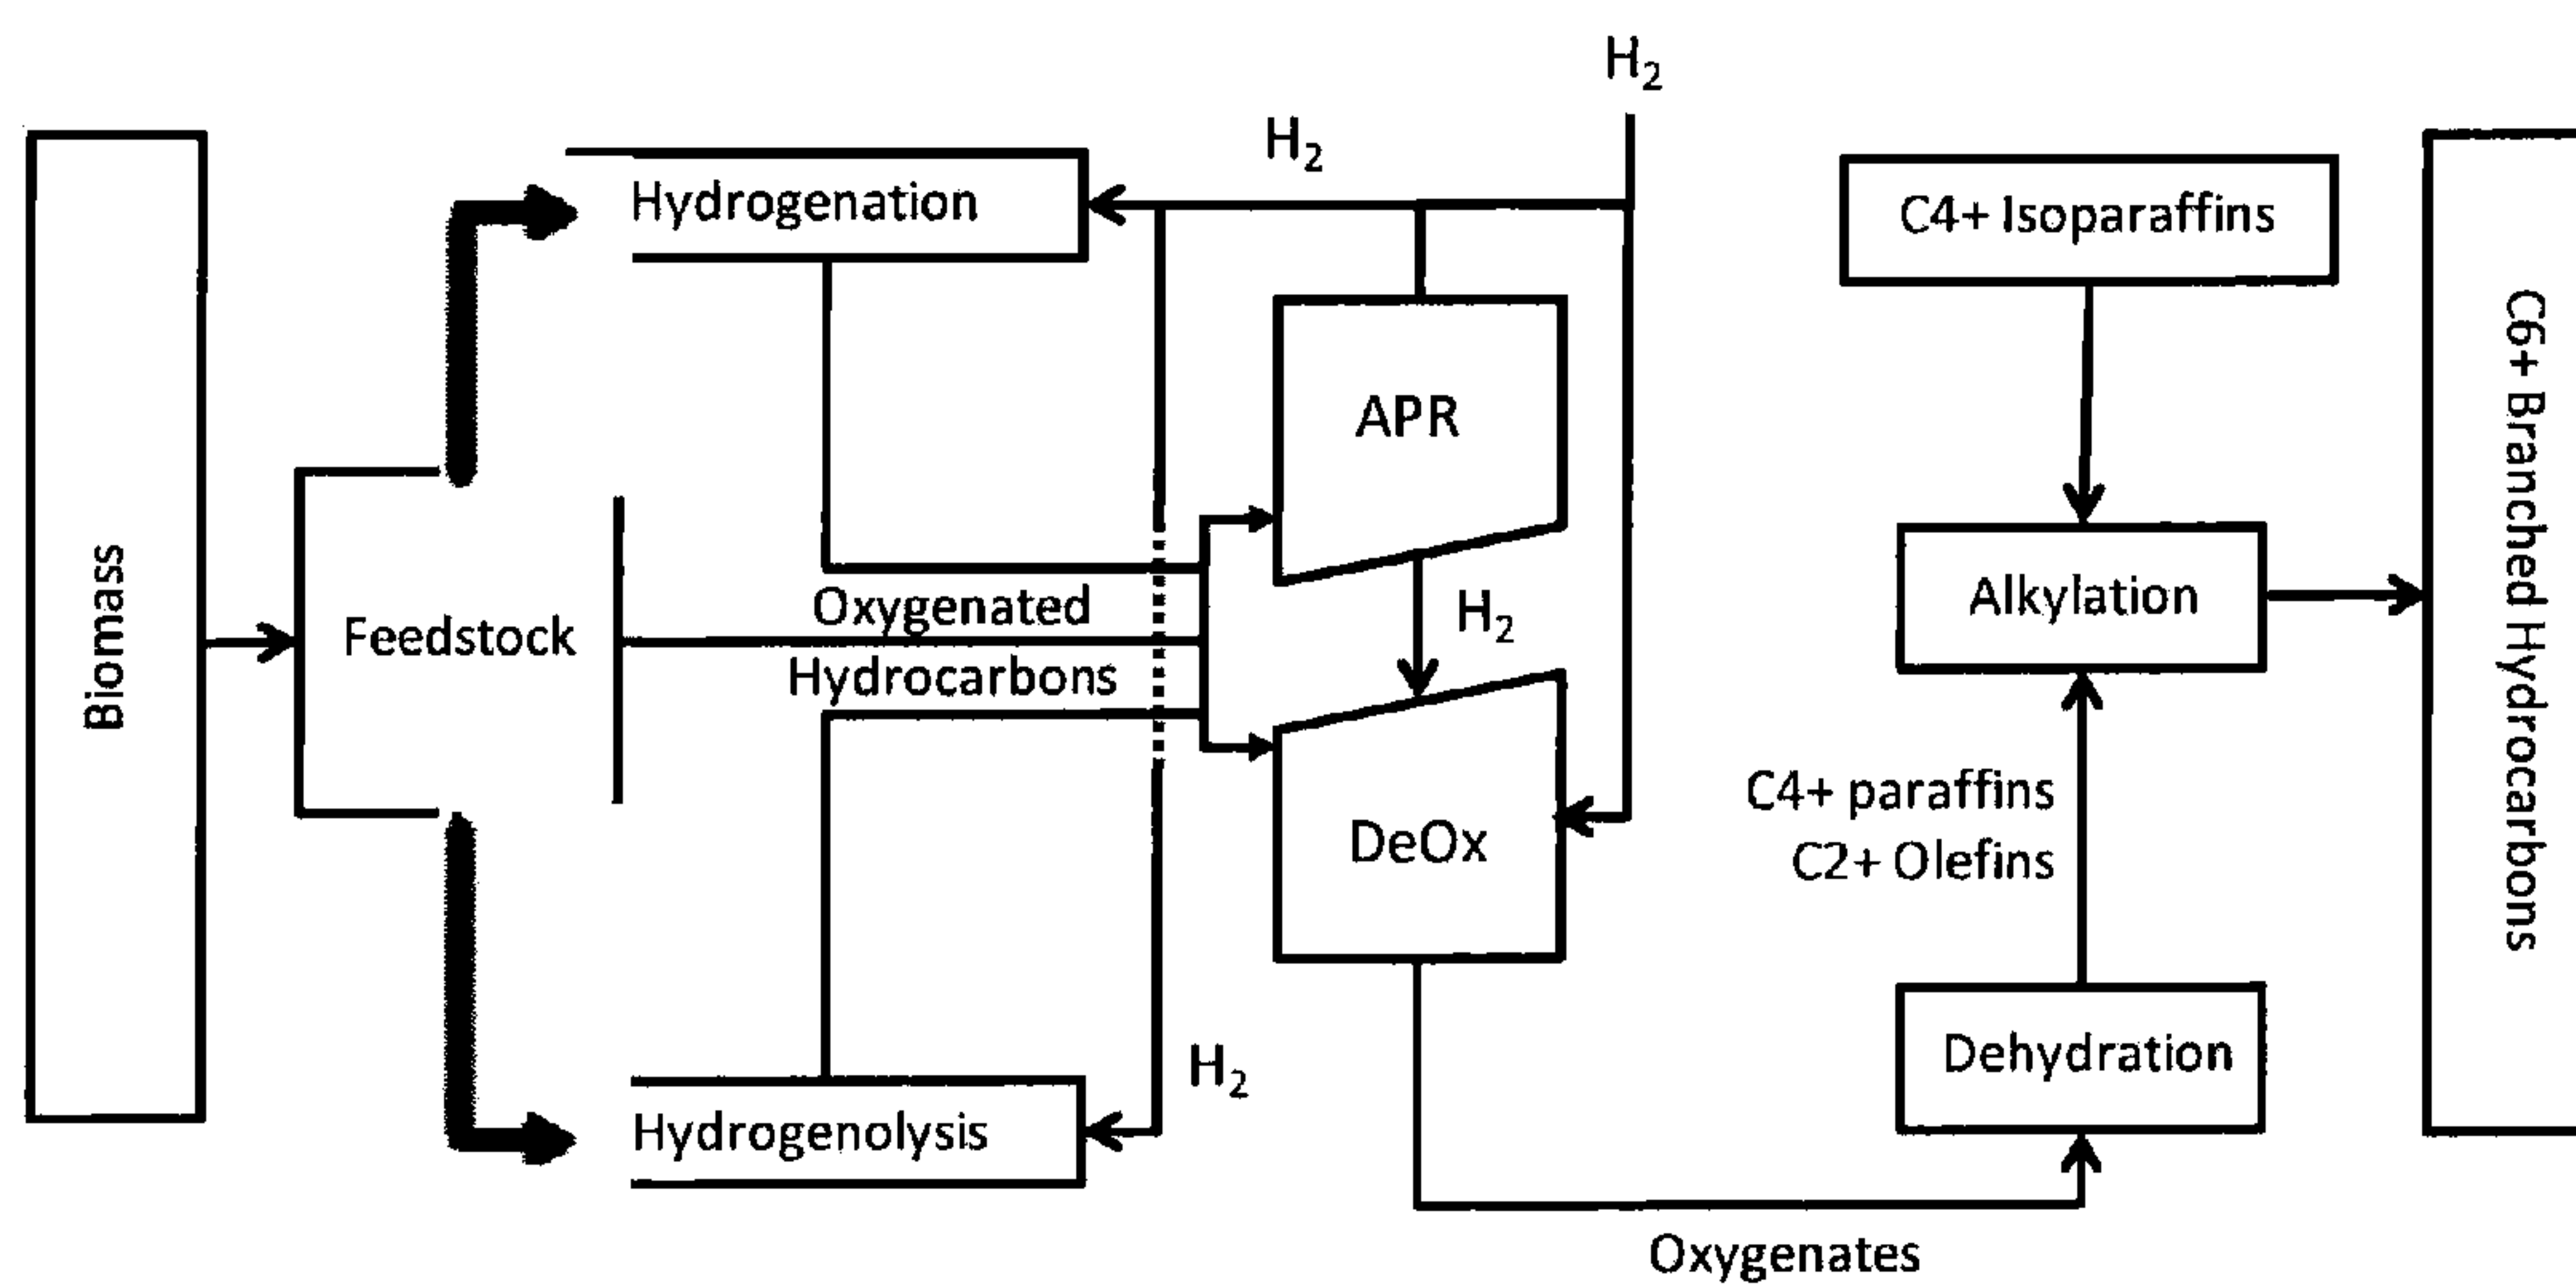 H₂
H₂
Hydrogenation
C4+ Isoparaffins
APR
Biomass
Feedstock
Oxygenated
Hydrocarbons
H₂
Alkylation
C6+ Branched Hydrocarbons
DeOx
C4+ paraffins
C2+ Olefins
H₂
Hydrogenolysis
Dehydration
Oxygenates